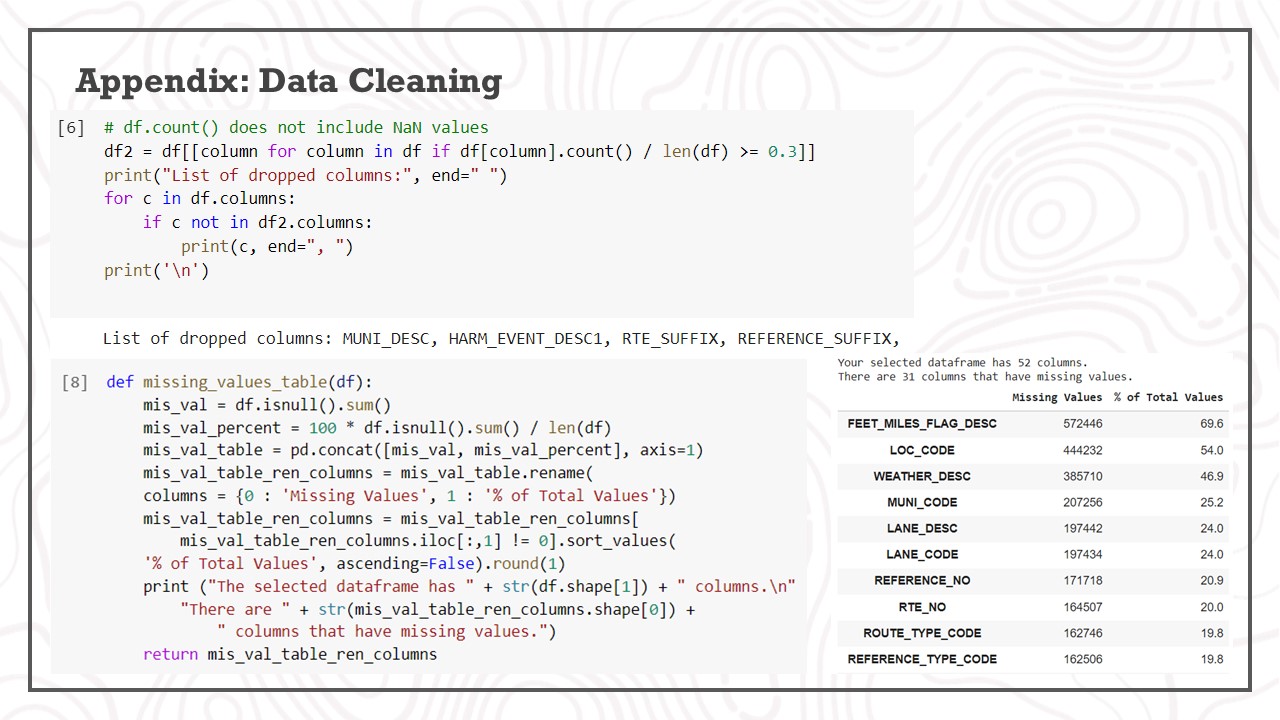 Appendix: Data Cleaning
[6] # df.count() does not include NaN values
df2 = df[[column for column in df if df[column].count() / len(df) >= 0.3]]
print("List of dropped columns:", end=" ")
for c in df.columns:
    if c not in df2.columns:
        print(c, end=", ")
print('\n')
List of dropped columns: MUNI_DESC, HARM_EVENT_DESC1, RTE_SUFFIX, REFERENCE_SUFFIX,
[8] def missing_values_table(df):
    mis_val = df.isnull().sum()
    mis_val_percent = 100 * df.isnull().sum() / len(df)
    mis_val_table = pd.concat([mis_val, mis_val_percent], axis=1)
    mis_val_table_ren_columns = mis_val_table.rename(
    columns = {0 : 'Missing Values', 1 : '% of Total Values'})
    mis_val_table_ren_columns = mis_val_table_ren_columns[
        mis_val_table_ren_columns.iloc[:,1] != 0].sort_values(
    '% of Total Values', ascending=False).round(1)
    print ("The selected dataframe has " + str(df.shape[1]) + " columns.\n"
        "There are " + str(mis_val_table_ren_columns.shape[0]) +
            " columns that have missing values.")
    return mis_val_table_ren_columns
Your selected dataframe has 52 columns.
There are 31 columns that have missing values.
Missing Values % of Total Values
FEET_MILES_FLAG_DESC 572446 69.6
LOC_CODE 444232 54.0
WEATHER_DESC 385710 46.9
MUNI_CODE 207256 25.2
LANE_DESC 197442 24.0
LANE_CODE 197434 24.0
REFERENCE_NO 171718 20.9
RTE_NO 164507 20.0
ROUTE_TYPE_CODE 162746 19.8
REFERENCE_TYPE_CODE 162506 19.8